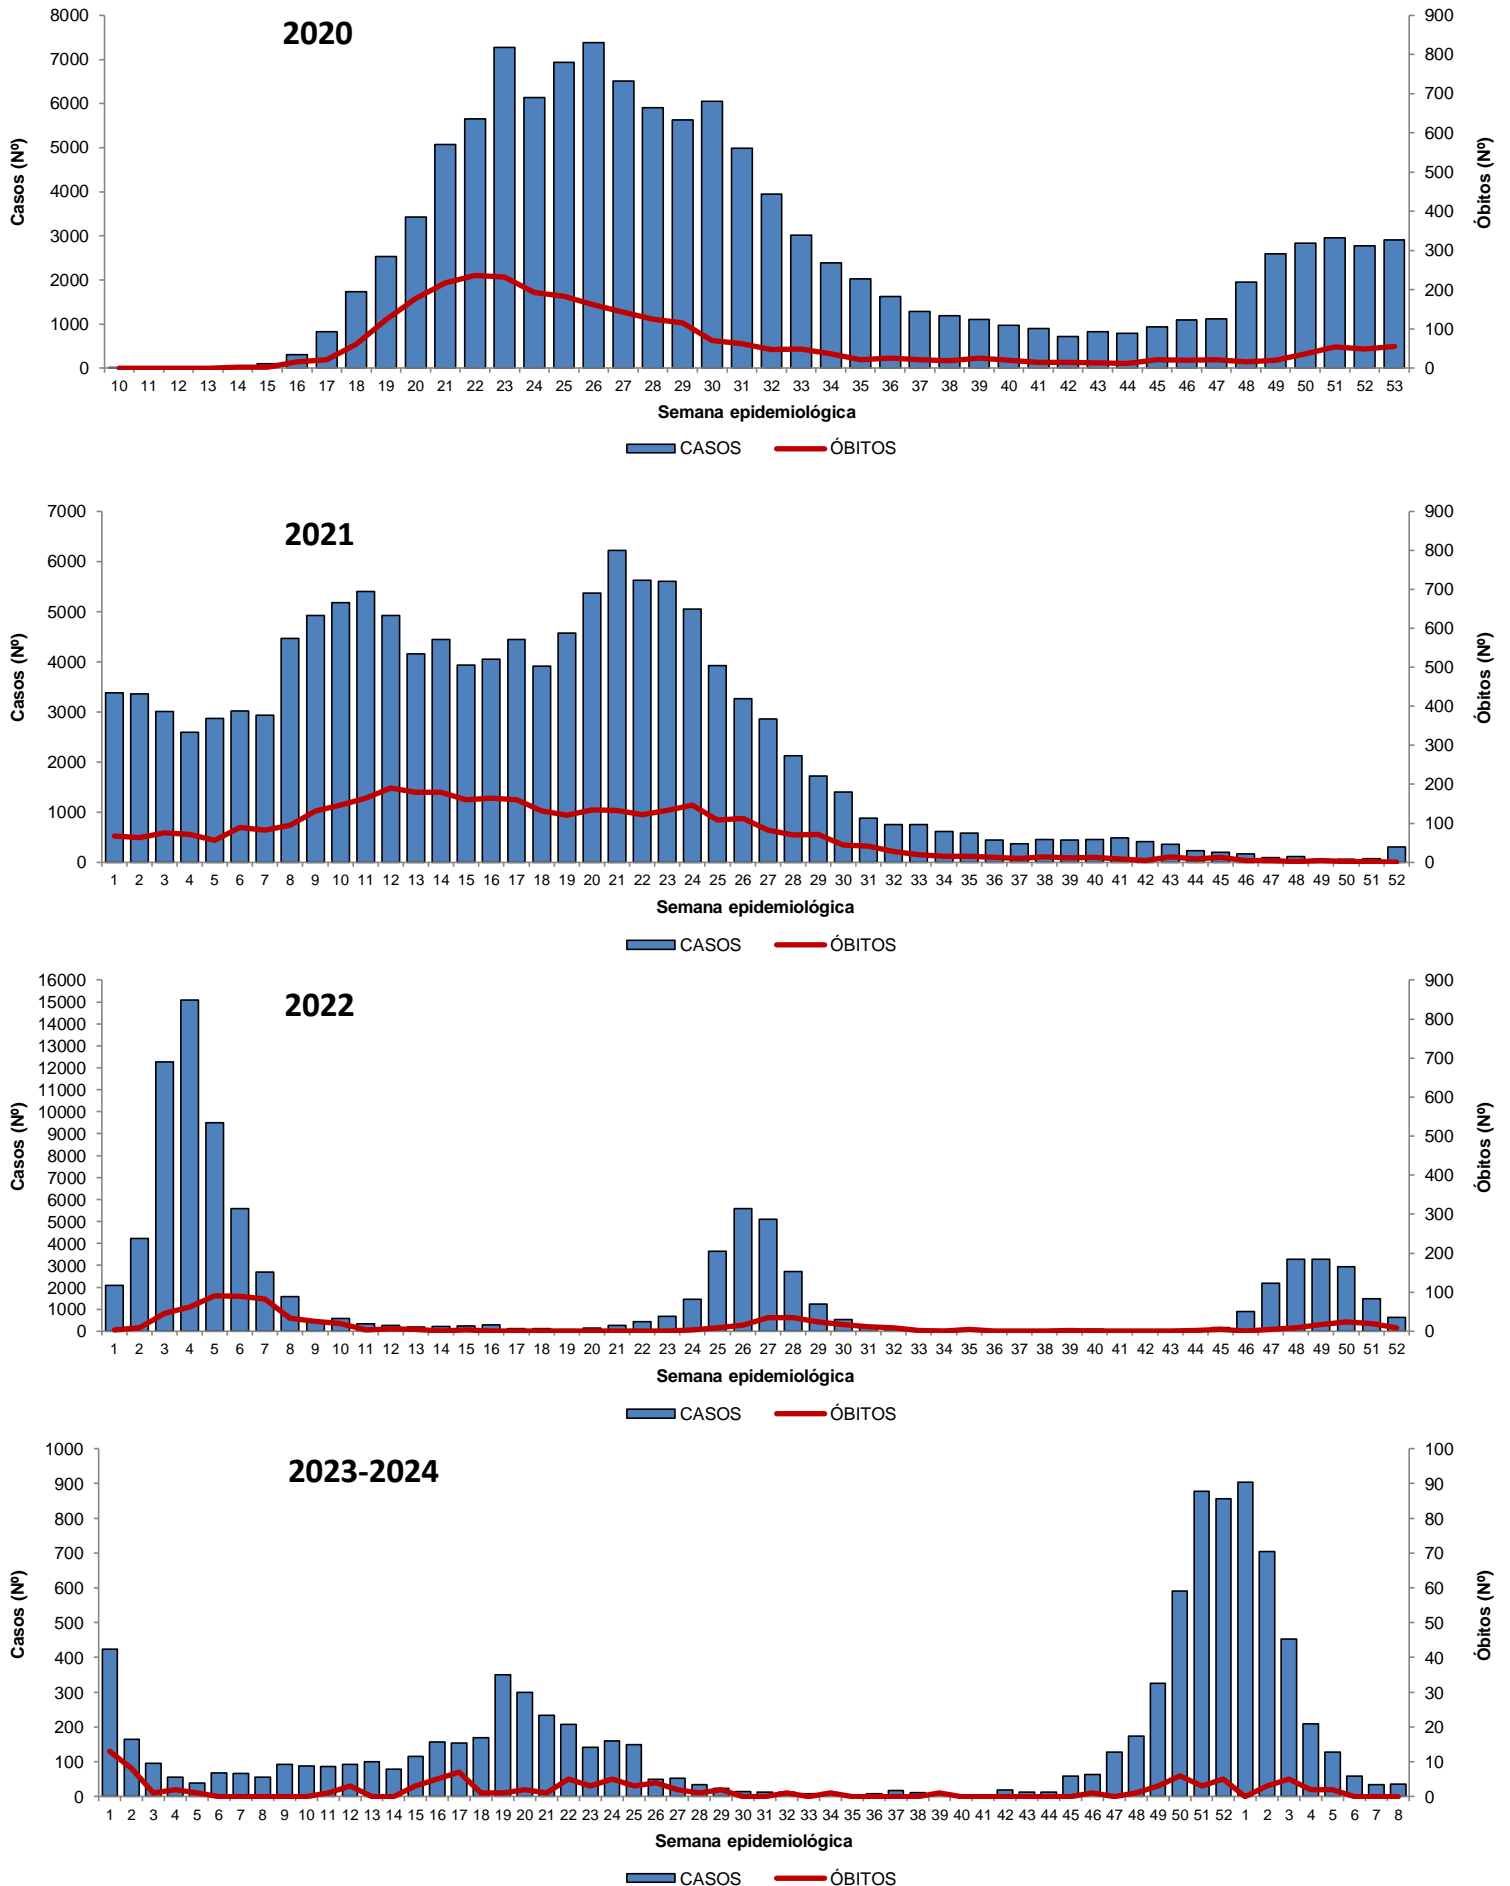 2020
8000 7000 6000 5000 4000 3000 2000 1000 0
Casos (Nº)
900 800 700 600 500 400 300 200 100 0
Óbitos (Nº)
10 11 12 13 14 15 16 17 18 19 20 21 22 23 24 25 26 27 28 29 30 31 32 33 34 35 36 37 38 39 40 41 42 43 44 45 46 47 48 49 50 51 52 53
Semana epidemiológica
CASOS ÓBITOS
2021
7000 6000 5000 4000 3000 2000 1000 0
Casos (Nº)
900 800 700 600 500 400 300 200 100 0
Óbitos (Nº)
1 2 3 4 5 6 7 8 9 10 11 12 13 14 15 16 17 18 19 20 21 22 23 24 25 26 27 28 29 30 31 32 33 34 35 36 37 38 39 40 41 42 43 44 45 46 47 48 49 50 51 52
Semana epidemiológica
CASOS ÓBITOS
2022
16000 15000 14000 13000 12000 11000 10000 9000 8000 7000 6000 5000 4000 3000 2000 1000 0
Casos (Nº)
900 800 700 600 500 400 300 200 100 0
Óbitos (Nº)
1 2 3 4 5 6 7 8 9 10 11 12 13 14 15 16 17 18 19 20 21 22 23 24 25 26 27 28 29 30 31 32 33 34 35 36 37 38 39 40 41 42 43 44 45 46 47 48 49 50 51 52
Semana epidemiológica
CASOS ÓBITOS
2023-2024
1000 900 800 700 600 500 400 300 200 100 0
Casos (Nº)
100 90 80 70 60 50 40 30 20 10 0
Óbitos (Nº)
1 2 3 4 5 6 7 8 9 10 11 12 13 14 15 16 17 18 19 20 21 22 23 24 25 26 27 28 29 30 31 32 33 34 35 36 37 38 39 40 41 42 43 44 45 46 47 48 49 50 51 52 1 2 3 4 5 6 7 8
Semana epidemiológica
CASOS ÓBITOS